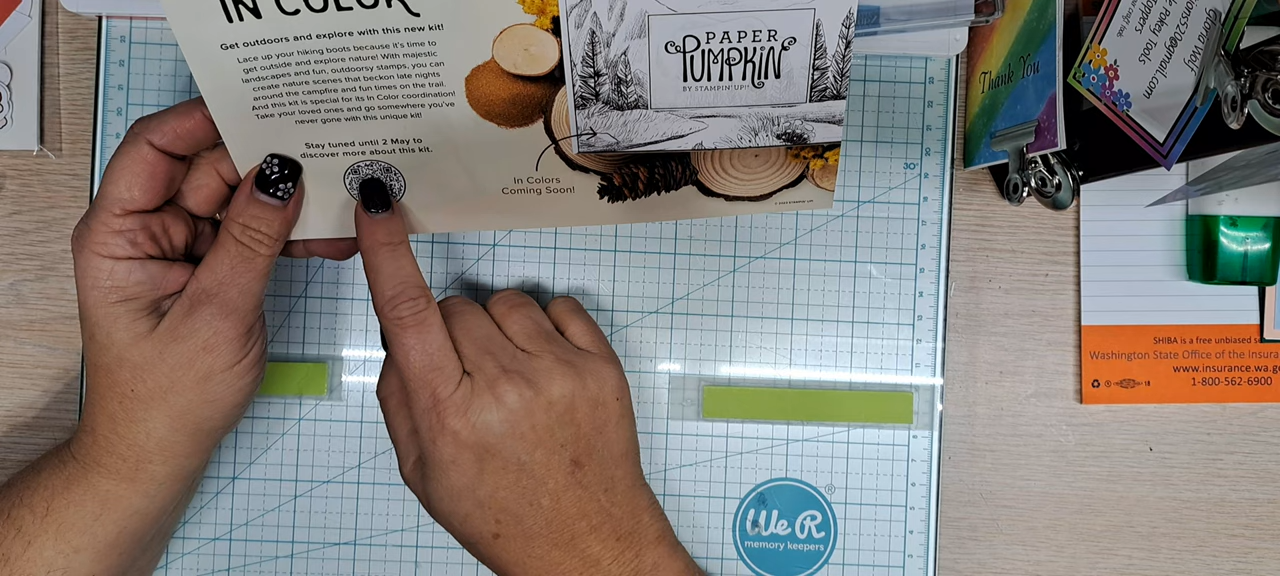 IN COLOR
Get outdoors and explore with this new kit!
Lace up your hiking boots because it's time to
get outside and explore nature! With majestic
landscapes and fun, outdoorsy stamps, you can
create nature scenes that beckon late nights
around the campfire and fun times on the trail.
And this kit is special for its In Color coordination!
Take your loved ones and go somewhere you've
never gone with this unique kit!
Stay tuned until 2 May to
discover more about this kit.
In Colors
Coming Soon!
PAPER
PUMPKIN
BY STAMPIN' UP!
Thank You
Tools
We R
memory keepers
SHIBA is a free unbiased
Washington State Office of the
www.insurance.wa.
1-800-562-6900
30"